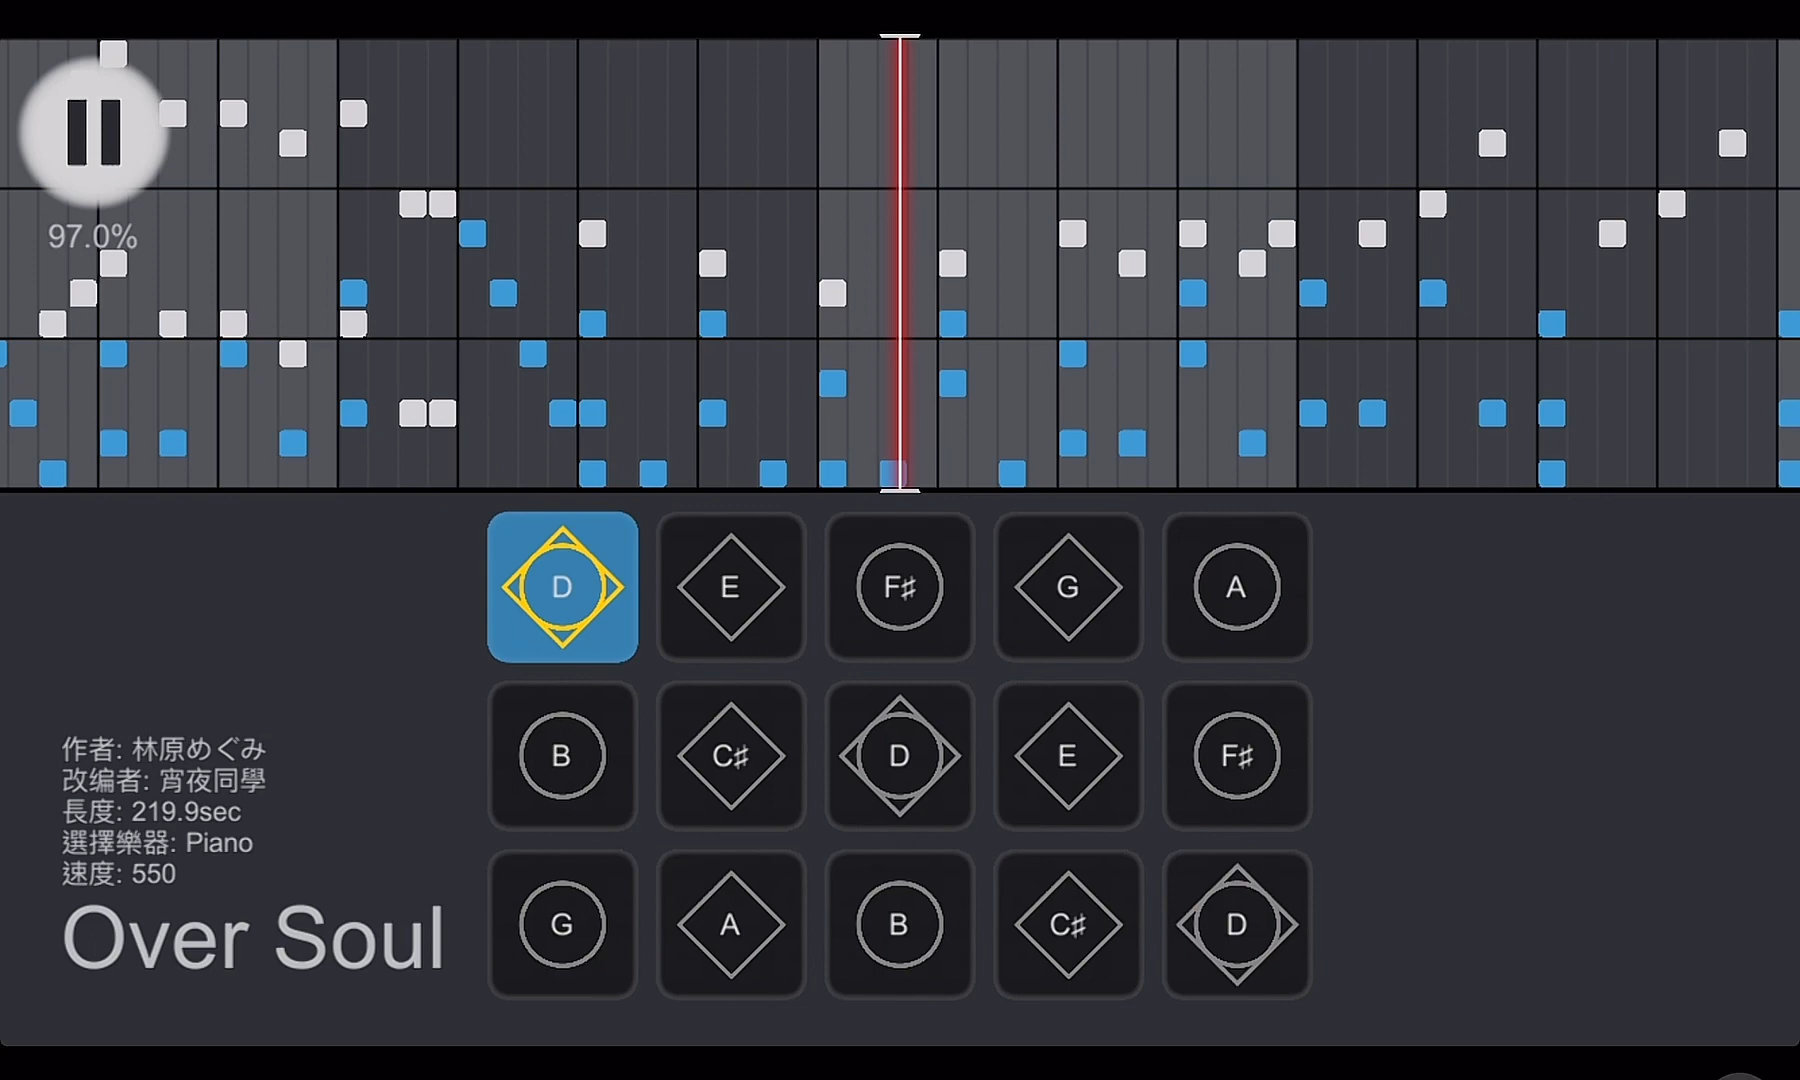 97.0%
D E F♯ G A
B C♯ D E F♯
G A B C♯ D
作者: 林原めぐみ
改编者: 宵夜同學
長度: 219.9sec
選擇樂器: Piano
速度: 550
Over Soul